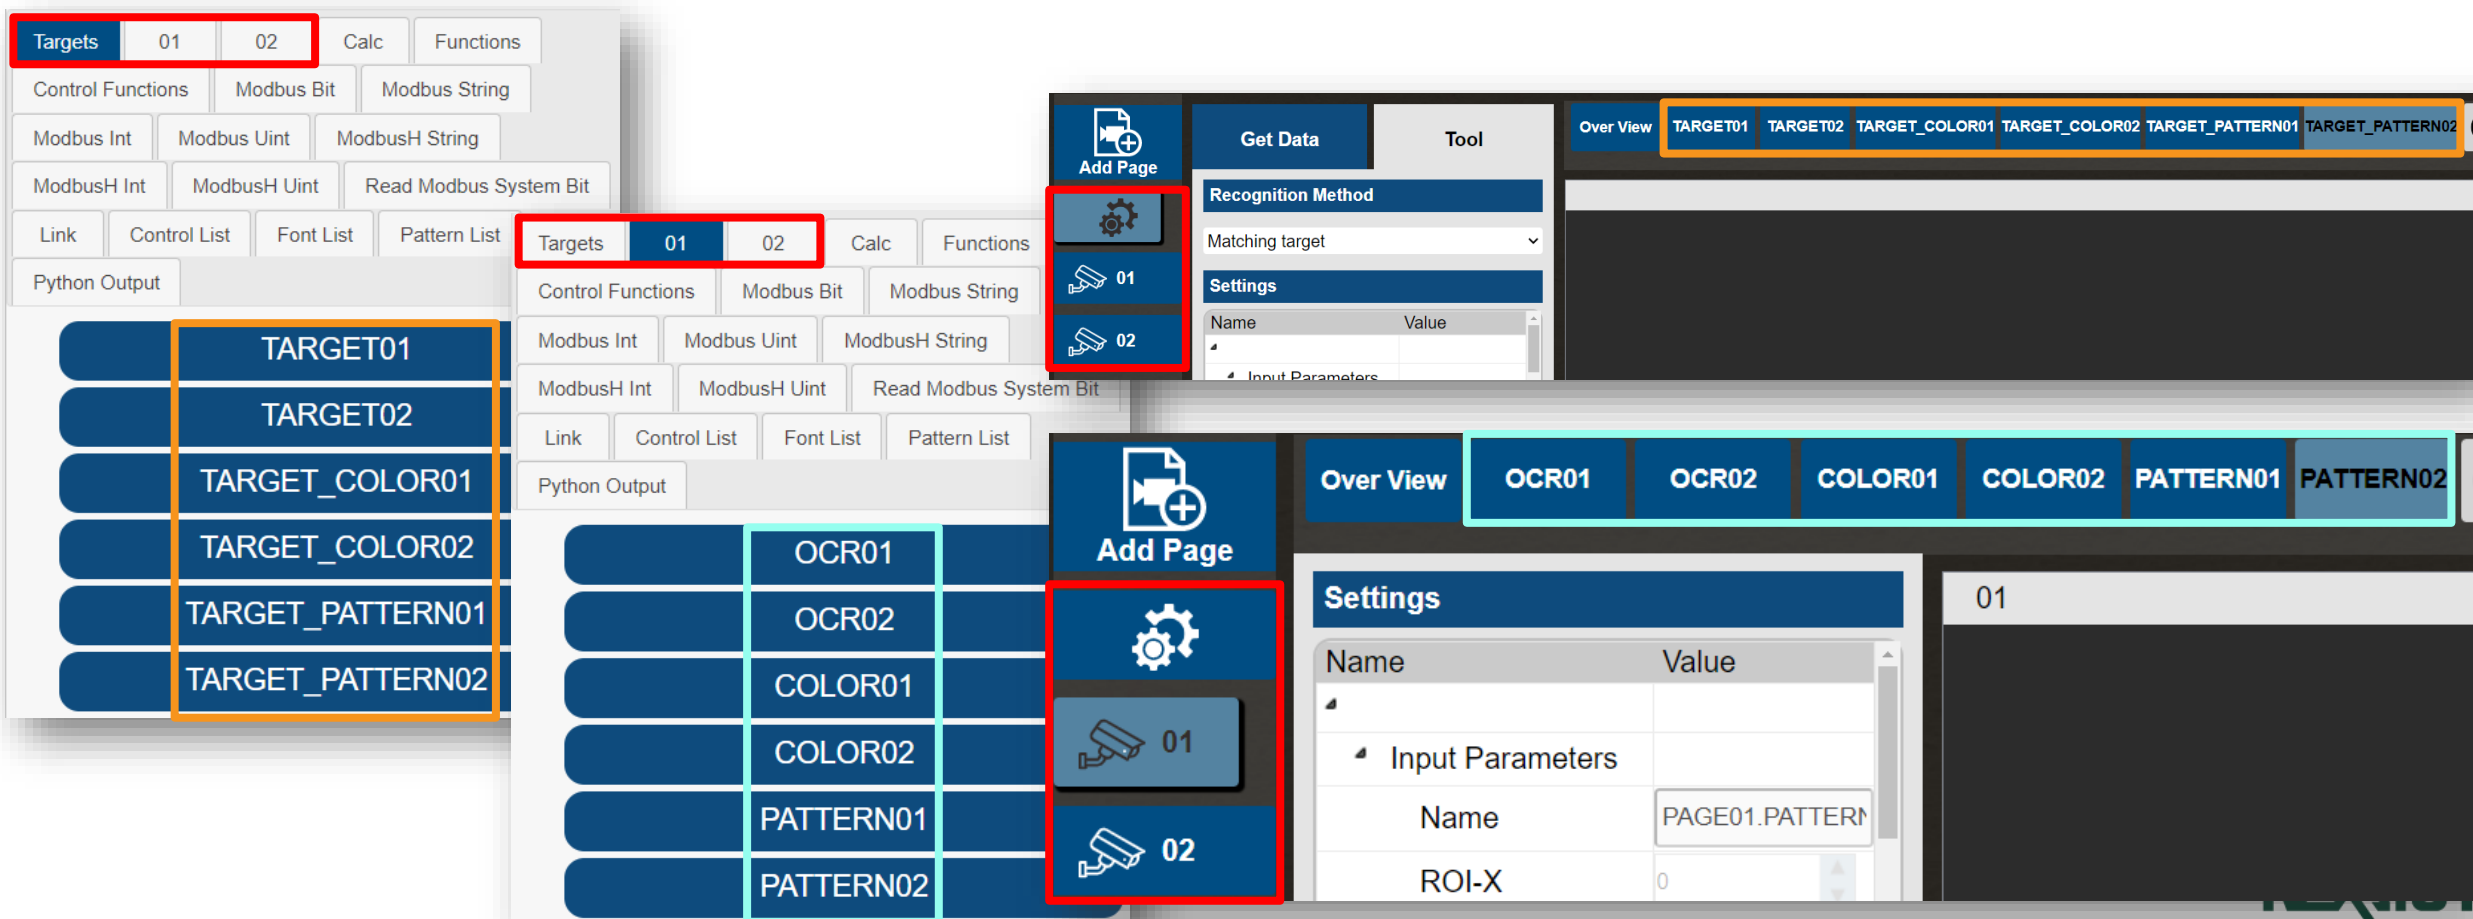 Targets 01 02 Calc Functions
Control Functions Modbus Bit Modbus String
Modbus Int Modbus Uint ModbusH String
ModbusH Int ModbusH Uint Read Modbus System Bit
Link Control List Font List Pattern List
Python Output
TARGET01
TARGET02
TARGET_COLOR01
TARGET_COLOR02
TARGET_PATTERN01
TARGET_PATTERN02
Targets 01 02 Calc Functions
Control Functions Modbus Bit Modbus String
Modbus Int Modbus Uint ModbusH String
ModbusH Int ModbusH Uint Read Modbus System Bit
Link Control List Font List Pattern List
Python Output
OCR01
OCR02
COLOR01
COLOR02
PATTERN01
PATTERN02
Add Page
01
02
Get Data Tool
Recognition Method
Matching target
Settings
Name Value
Input Parameters
Over View TARGET01 TARGET02 TARGET_COLOR01 TARGET_COLOR02 TARGET_PATTERN01 TARGET_PATTERN02
Add Page
01
02
Over View OCR01 OCR02 COLOR01 COLOR02 PATTERN01 PATTERN02
Settings
Name Value
Input Parameters
Name PAGE01.PATTERN
ROI-X 0
01